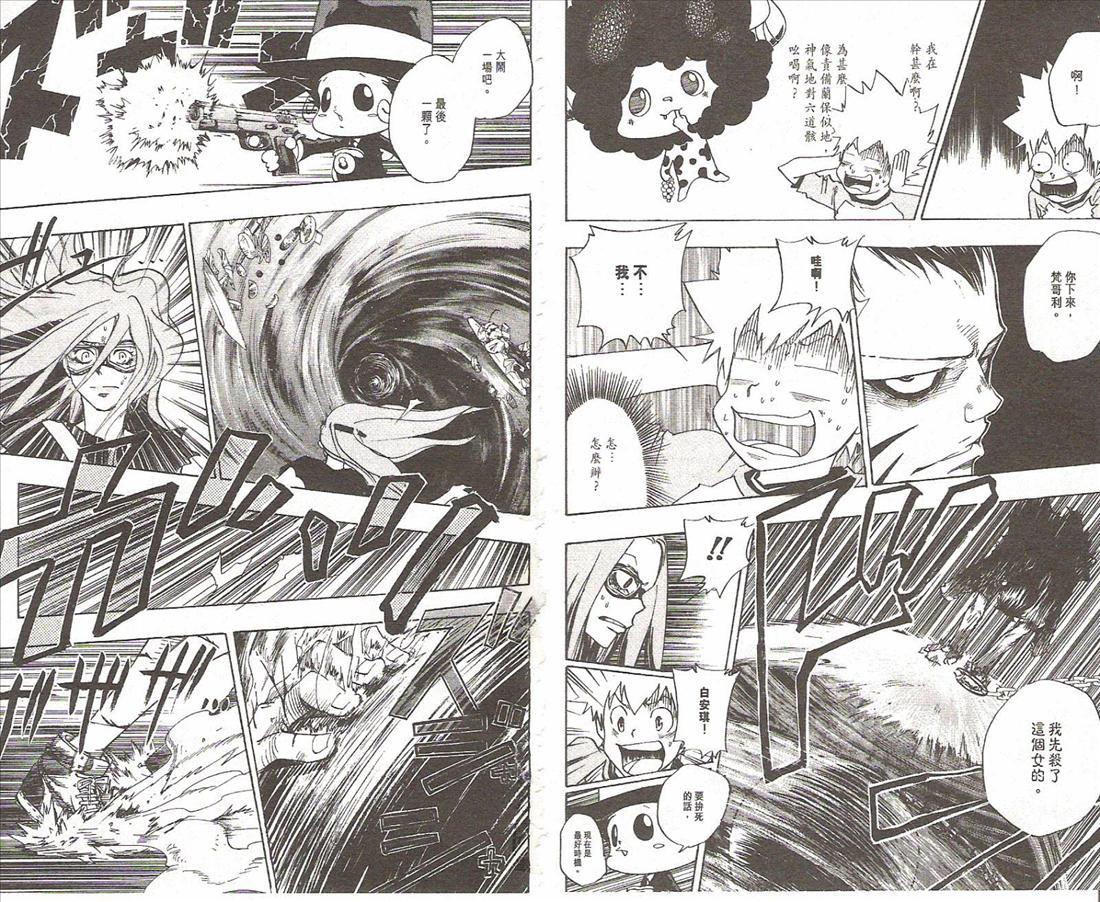 啊！
我在
幹甚麼啊？
為甚麼
像責備藍保似地
神氣地對六道骸
吆喝啊？
你下來，
梵哥利。
哇啊！
不…
我…
怎…
怎麼辦？
我先殺了
這個女的。
!!
白安琪！
要拚死
的話，
現在是
最好時機。
大鬧
一場吧。
最後
一顆了。